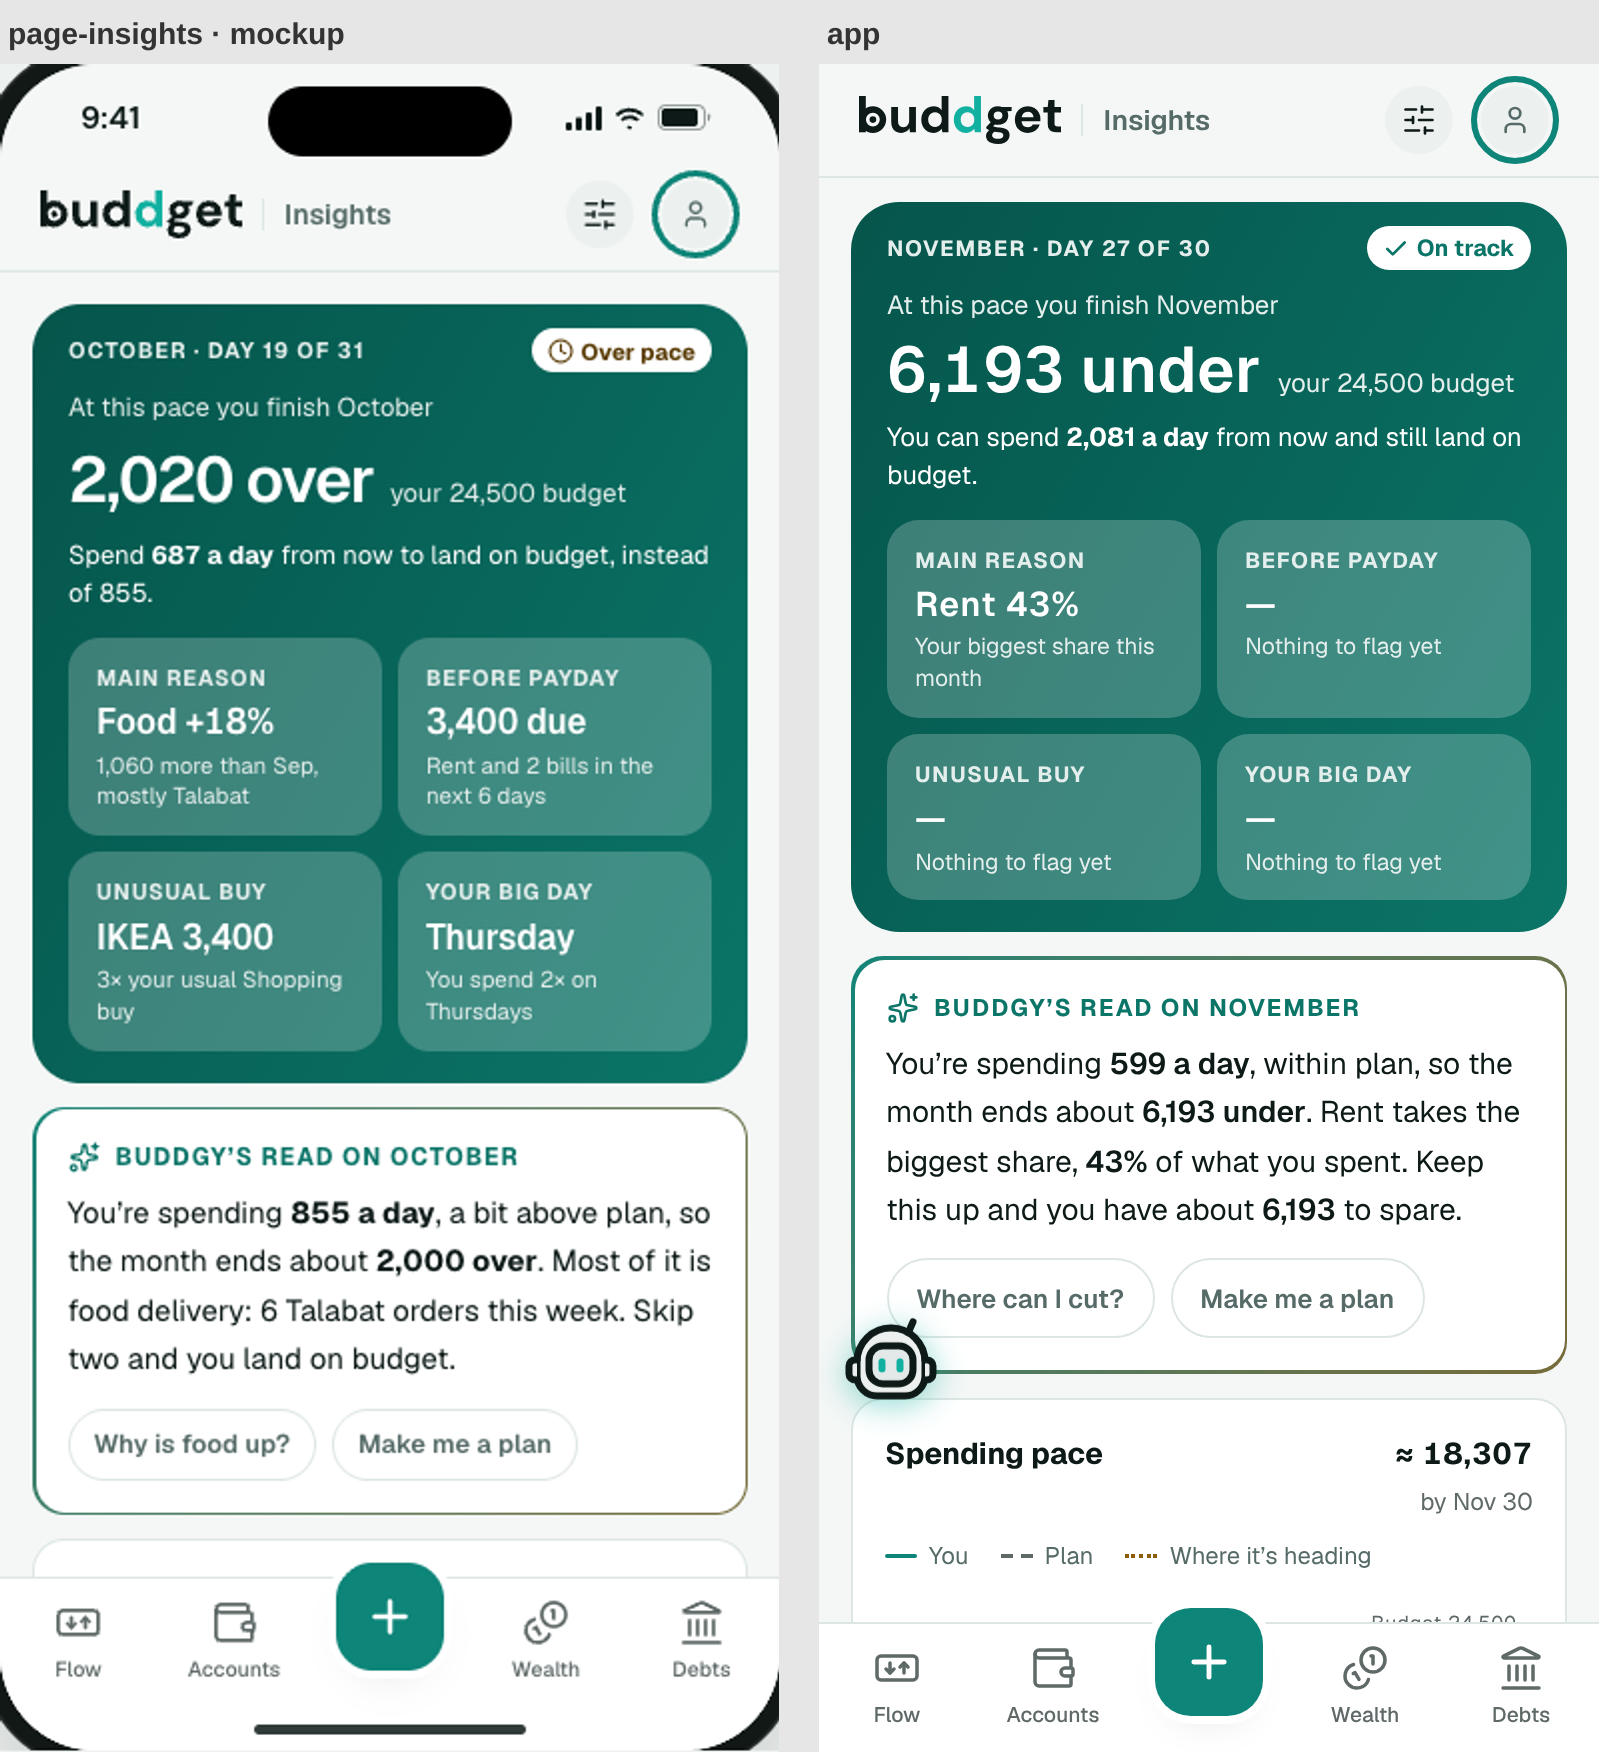 page-insights · mockup
9:41
buddget
Insights
OCTOBER · DAY 19 OF 31
Over pace
At this pace you finish October
2,020 over your 24,500 budget
Spend 687 a day from now to land on budget, instead
of 855.
MAIN REASON
Food +18%
1,060 more than Sep,
mostly Talabat
BEFORE PAYDAY
3,400 due
Rent and 2 bills in the
next 6 days
UNUSUAL BUY
IKEA 3,400
3× your usual Shopping
buy
YOUR BIG DAY
Thursday
You spend 2× on
Thursdays
BUDDGY’S READ ON OCTOBER
You’re spending 855 a day, a bit above plan, so
the month ends about 2,000 over. Most of it is
food delivery: 6 Talabat orders this week. Skip
two and you land on budget.
Why is food up?
Make me a plan
Flow
Accounts
Wealth
Debts
app
buddget
Insights
NOVEMBER · DAY 27 OF 30
On track
At this pace you finish November
6,193 under your 24,500 budget
You can spend 2,081 a day from now and still land on
budget.
MAIN REASON
Rent 43%
Your biggest share this
month
BEFORE PAYDAY
—
Nothing to flag yet
UNUSUAL BUY
—
Nothing to flag yet
YOUR BIG DAY
—
Nothing to flag yet
BUDDGY’S READ ON NOVEMBER
You’re spending 599 a day, within plan, so the
month ends about 6,193 under. Rent takes the
biggest share, 43% of what you spent. Keep
this up and you have about 6,193 to spare.
Where can I cut?
Make me a plan
Spending pace
≈ 18,307
by Nov 30
You
Plan
Where it’s heading
Budget 24,500
Flow
Accounts
Wealth
Debts